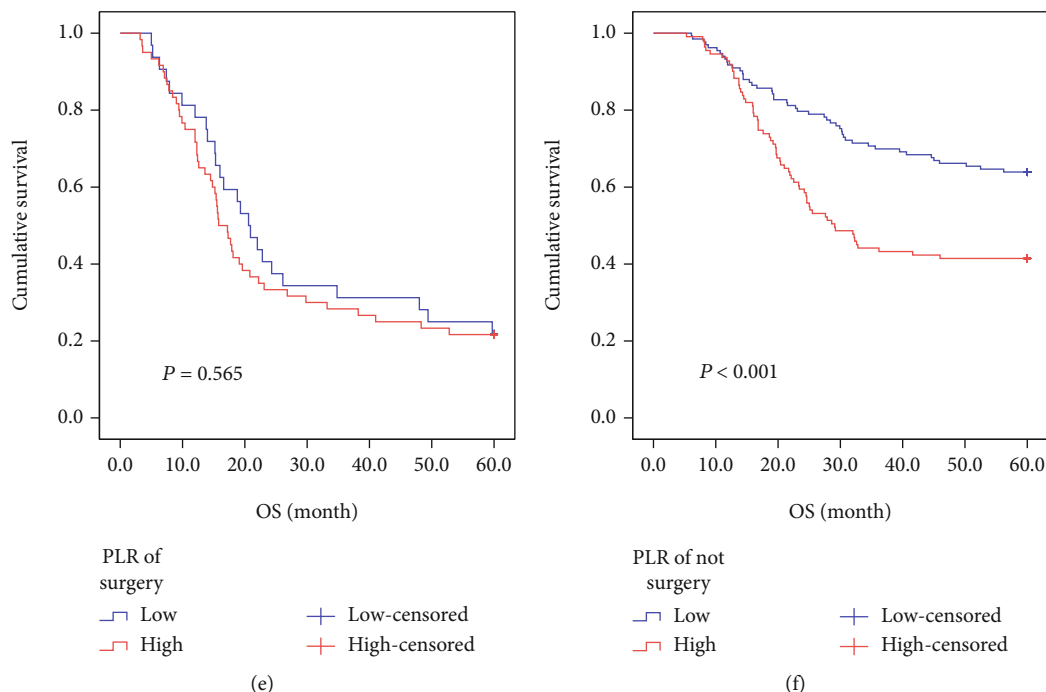 1.0
0.8
0.6
0.4
0.2
0.0
Cumulative survival
P = 0.565
0.0 10.0 20.0 30.0 40.0 50.0 60.0
OS (month)
PLR of
surgery
Low Low-censored
High High-censored
(e)
1.0
0.8
0.6
0.4
0.2
0.0
Cumulative survival
P < 0.001
0.0 10.0 20.0 30.0 40.0 50.0 60.0
OS (month)
PLR of not
surgery
Low Low-censored
High High-censored
(f)